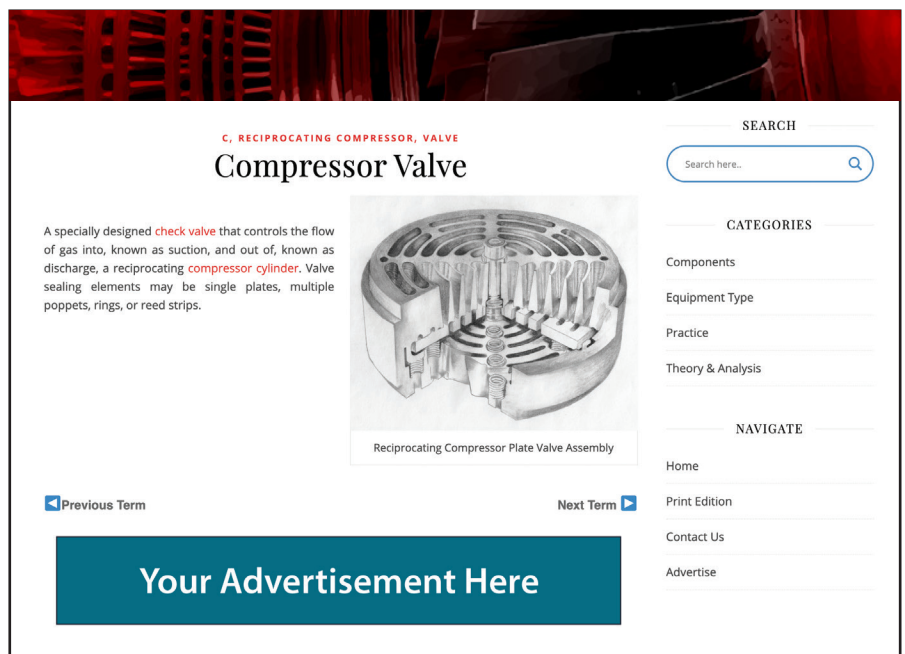 C, RECIPROCATING COMPRESSOR, VALVE
Compressor Valve
A specially designed check valve that controls the flow
of gas into, known as suction, and out of, known as
discharge, a reciprocating compressor cylinder. Valve
sealing elements may be single plates, multiple
poppets, rings, or reed strips.
Reciprocating Compressor Plate Valve Assembly
Previous Term
Next Term
Your Advertisement Here
SEARCH
Search here..
CATEGORIES
Components
Equipment Type
Practice
Theory & Analysis
NAVIGATE
Home
Print Edition
Contact Us
Advertise